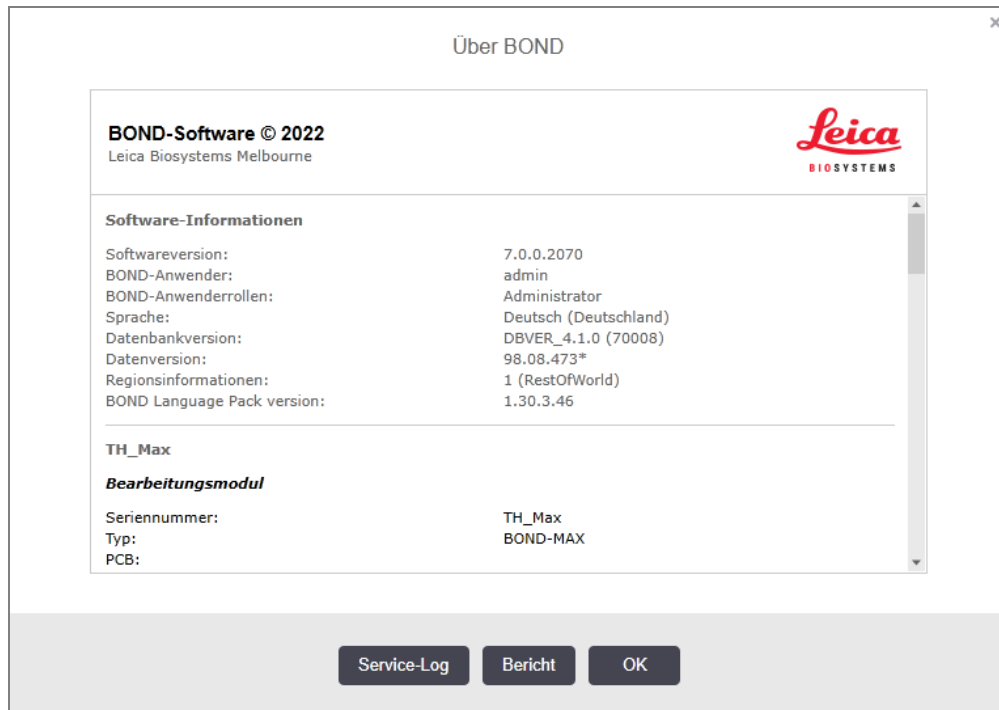 Über BOND
BOND-Software © 2022
Leica Biosystems Melbourne
Leica
BIOSYSTEMS
Software-Informationen
Softwareversion: 7.0.0.2070
BOND-Anwender: admin
BOND-Anwenderrollen: Administrator
Sprache: Deutsch (Deutschland)
Datenbankversion: DBVER_4.1.0 (70008)
Datenversion: 98.08.473*
Regionsinformationen: 1 (RestOfWorld)
BOND Language Pack version: 1.30.3.46
TH_Max
Bearbeitungsmodul
Seriennummer: TH_Max
Typ: BOND-MAX
PCB:
Service-Log Bericht OK